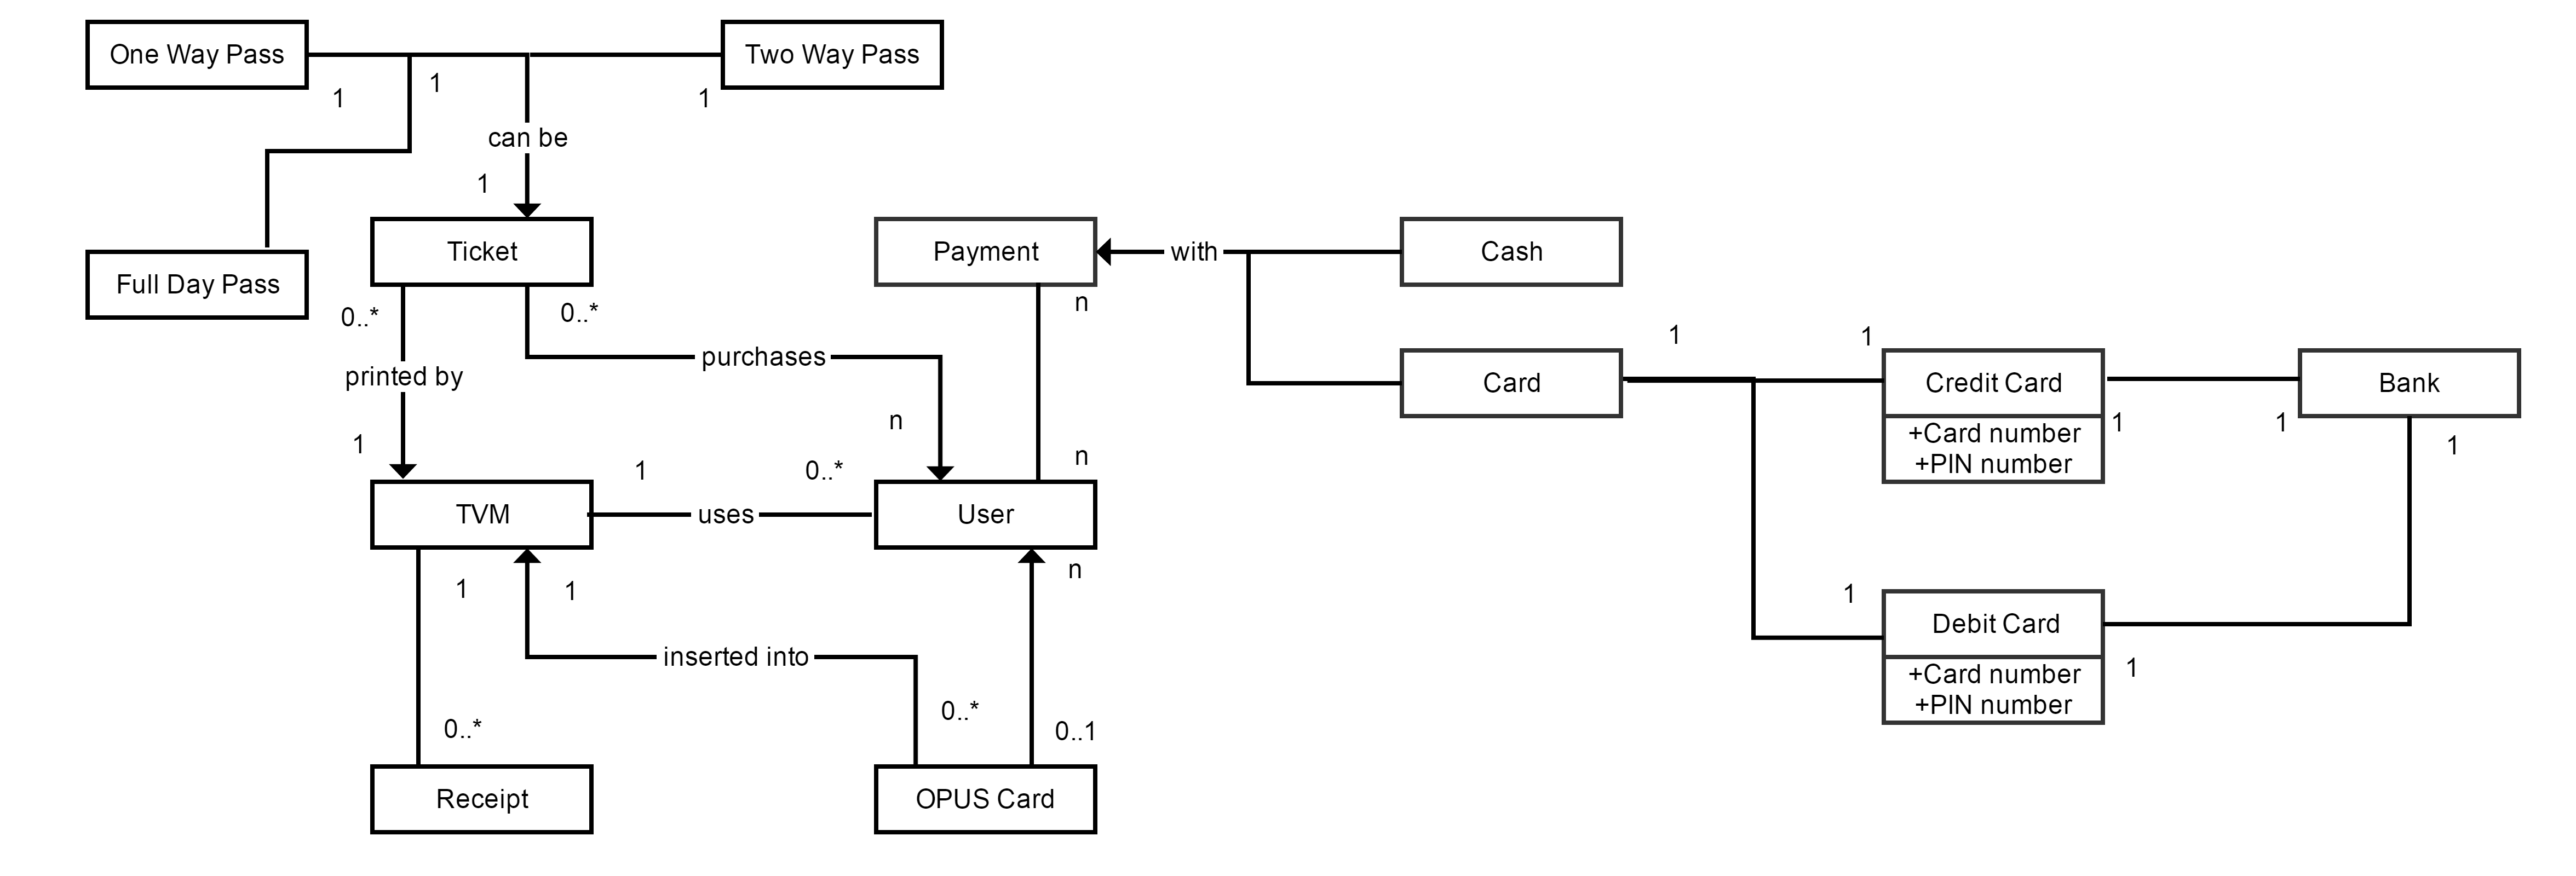 One Way Pass
Two Way Pass
1
1
1
can be
1
Ticket
Payment
with
Cash
Full Day Pass
0..*
0..*
n
purchases
printed by
1
1
Card
Credit Card
Bank
+Card number
+PIN number
1
1
1
n
1
1
0..*
n
TVM
uses
User
1
1
n
1
Debit Card
+Card number
+PIN number
1
inserted into
0..*
0..*
0..1
Receipt
OPUS Card